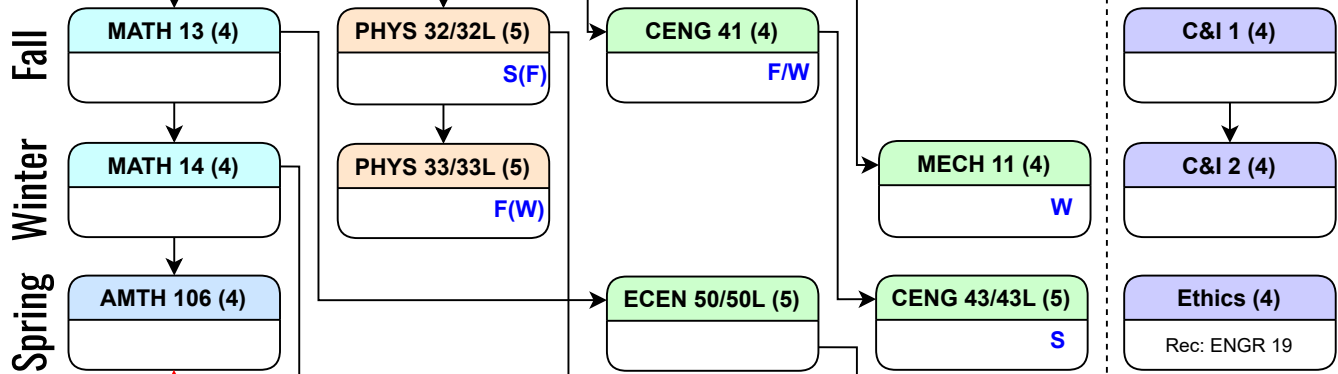 Fall
MATH 13 (4)
PHYS 32/32L (5)
S(F)
CENG 41 (4)
F/W
C&I 1 (4)
Winter
MATH 14 (4)
PHYS 33/33L (5)
F(W)
MECH 11 (4)
W
C&I 2 (4)
Spring
AMTH 106 (4)
ECEN 50/50L (5)
CENG 43/43L (5)
S
Ethics (4)
Rec: ENGR 19